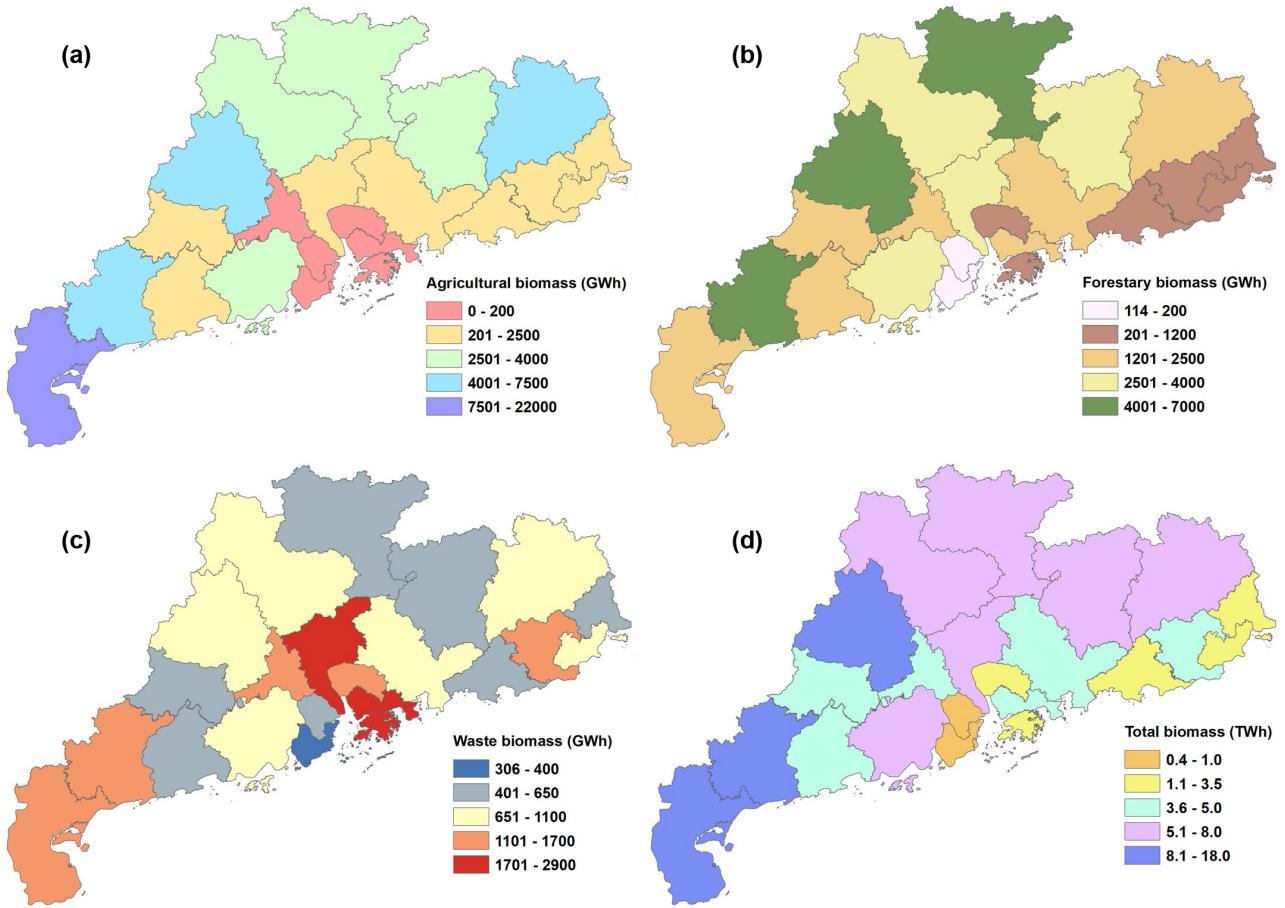 (a)
Agricultural biomass (GWh)
0 - 200
201 - 2500
2501 - 4000
4001 - 7500
7501 - 22000
(b)
Forestary biomass (GWh)
114 - 200
201 - 1200
1201 - 2500
2501 - 4000
4001 - 7000
(c)
Waste biomass (GWh)
306 - 400
401 - 650
651 - 1100
1101 - 1700
1701 - 2900
(d)
Total biomass (TWh)
0.4 - 1.0
1.1 - 3.5
3.6 - 5.0
5.1 - 8.0
8.1 - 18.0